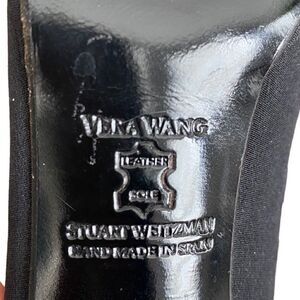 VERA WANG
LEATHER
SOLE
STUART WEITZMAN
HAND MADE IN SPAIN